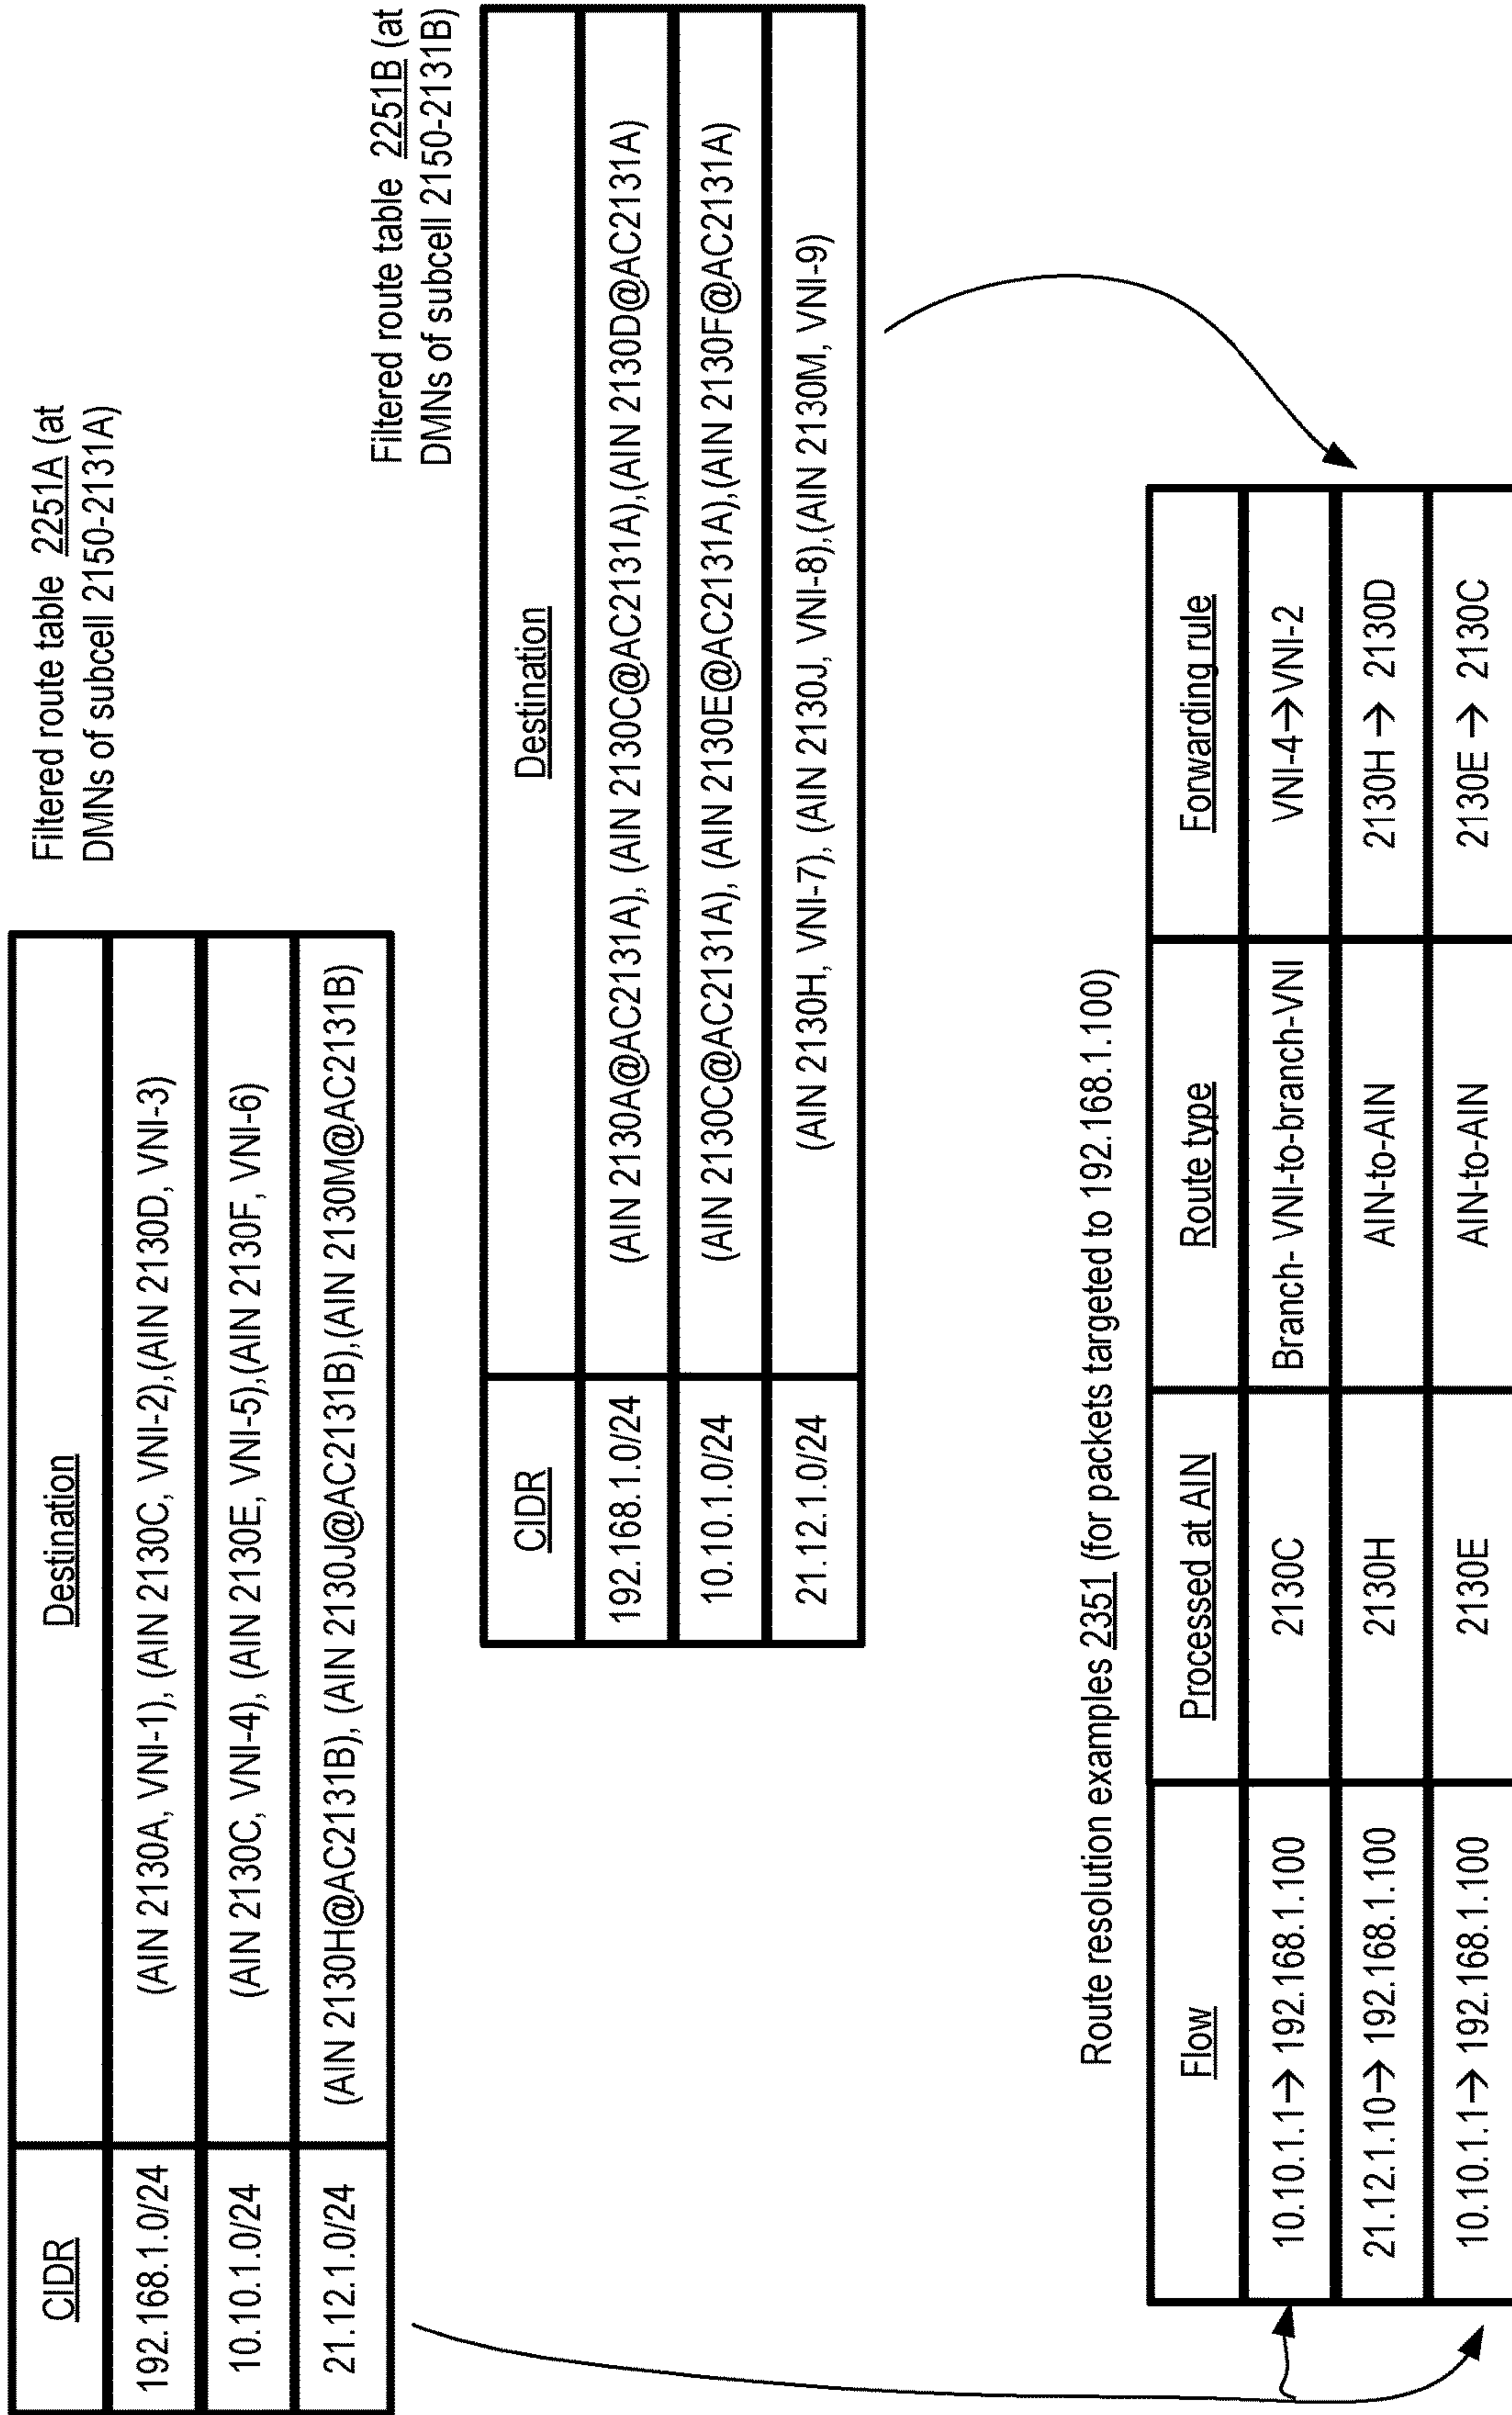 Filtered route table 2251A (at
DMNs of subcell 2150-2131A)
CIDR Destination
192.168.1.0/24 (AIN 2130A, VNI-1), (AIN 2130C, VNI-2),(AIN 2130D, VNI-3)
10.10.1.0/24 (AIN 2130C, VNI-4), (AIN 2130E, VNI-5),(AIN 2130F, VNI-6)
21.12.1.0/24 (AIN 2130H@AC2131B), (AIN 2130J@AC2131B),(AIN 2130M@AC2131B)
Filtered route table 2251B (at
DMNs of subcell 2150-2131B)
CIDR Destination
192.168.1.0/24 (AIN 2130A@AC2131A), (AIN 2130C@AC2131A),(AIN 2130D@AC2131A)
10.10.1.0/24 (AIN 2130C@AC2131A), (AIN 2130E@AC2131A),(AIN 2130F@AC2131A)
21.12.1.0/24 (AIN 2130H, VNI-7), (AIN 2130J, VNI-8),(AIN 2130M, VNI-9)
Route resolution examples 2351 (for packets targeted to 192.168.1.100)
Flow Processed at AIN Route type Forwarding rule
10.10.1.1→ 192.168.1.100 2130C Branch- VNI-to-branch-VNI VNI-4→VNI-2
21.12.1.10→ 192.168.1.100 2130H AIN-to-AIN 2130H → 2130D
10.10.1.1→ 192.168.1.100 2130E AIN-to-AIN 2130E → 2130C